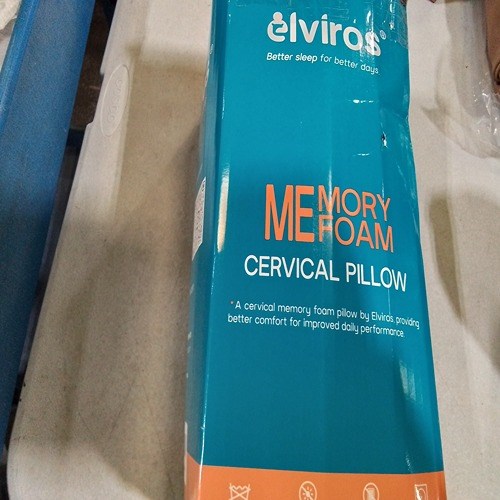 elviros®
Better sleep for better days.
MEMORY
FOAM
CERVICAL PILLOW
*A cervical memory foam pillow by Elviros, providing
better comfort for improved daily performance.